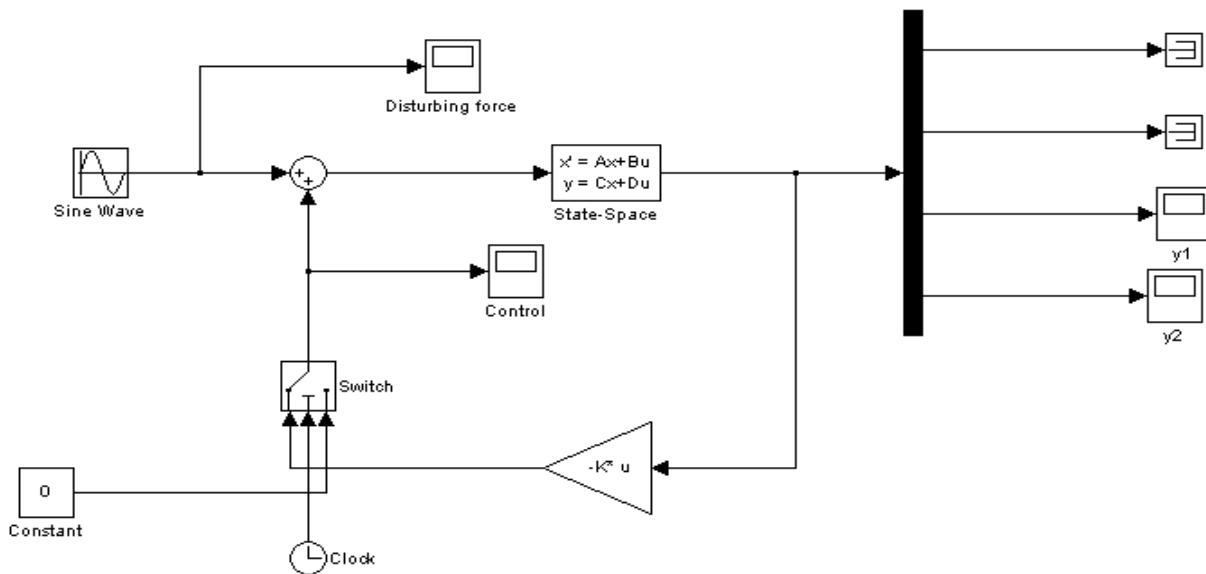 Disturbing force
x' = Ax+Bu
y = Cx+Du
State-Space
Sine Wave
y1
Control
y2
Switch
-K* u
0
Constant
Clock